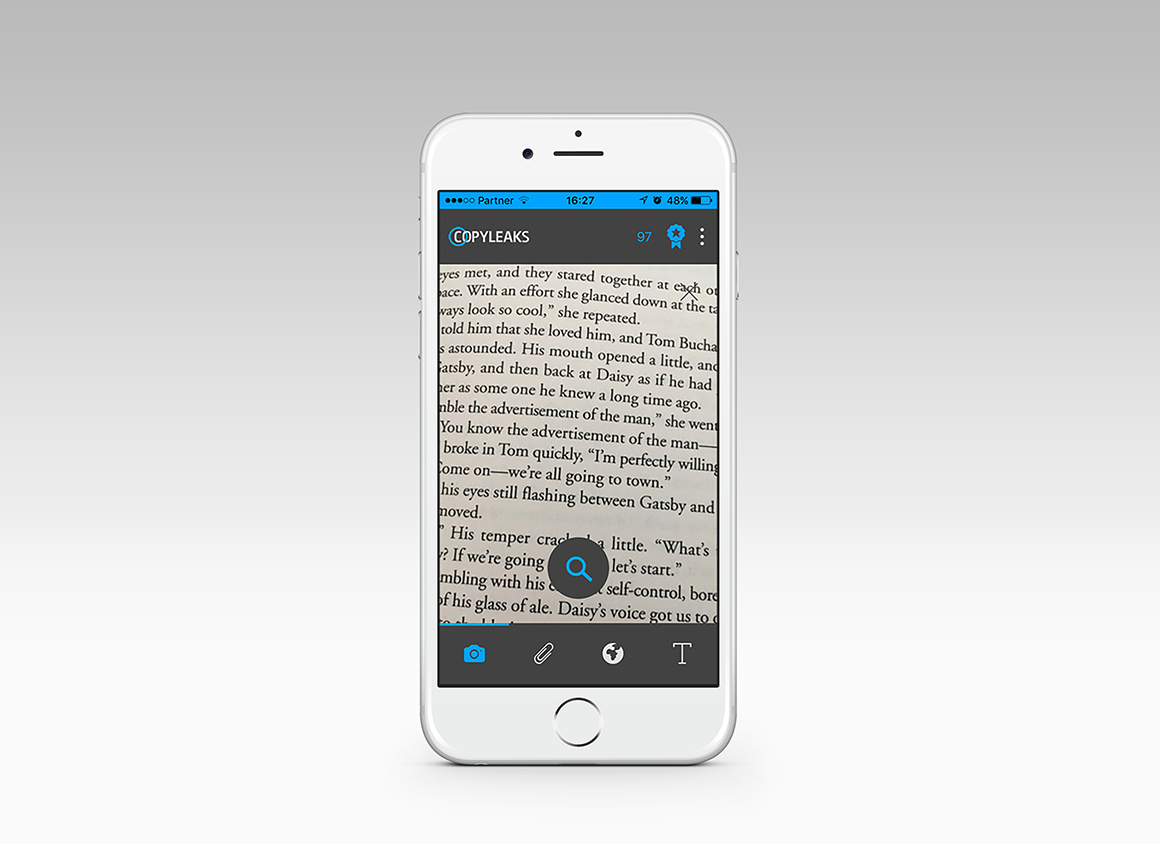 Partner 16:27 48%
COPYLEAKS 97
eyes met, and they stared together at each ot
pace. With an effort she glanced down at the ta
ways look so cool,” she repeated.
told him that she loved him, and Tom Bucha
s astounded. His mouth opened a little, and
Gatsby, and then back at Daisy as if he had
her as some one he knew a long time ago.
mble the advertisement of the man,” she went
You know the advertisement of the man—
broke in Tom quickly, “I’m perfectly willing
Come on—we’re all going to town.”
his eyes still flashing between Gatsby and
moved.
” His temper cracked a little. “What’s
y? If we’re going let’s start.”
mbling with his self-control, bore
of his glass of ale. Daisy’s voice got us to